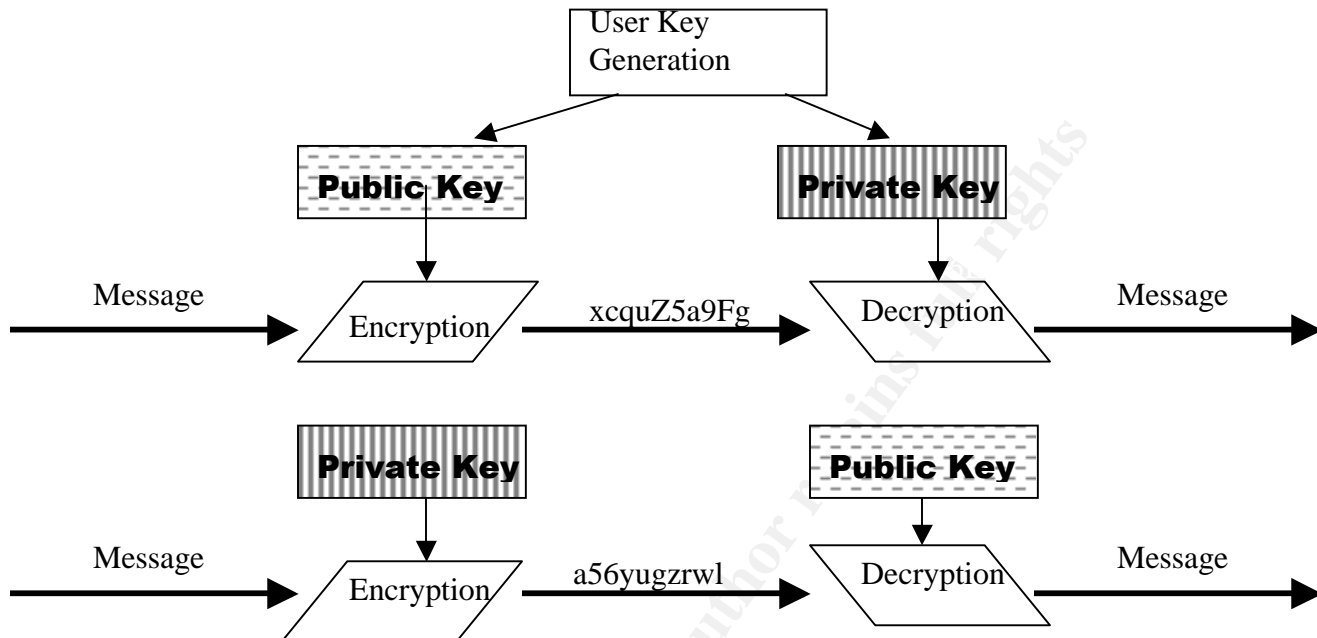 User Key
Generation
Public Key
Private Key
Message
Encryption
xcquZ5a9Fg
Decryption
Message
Private Key
Public Key
Message
Encryption
a56yugzrwl
Decryption
Message
rights